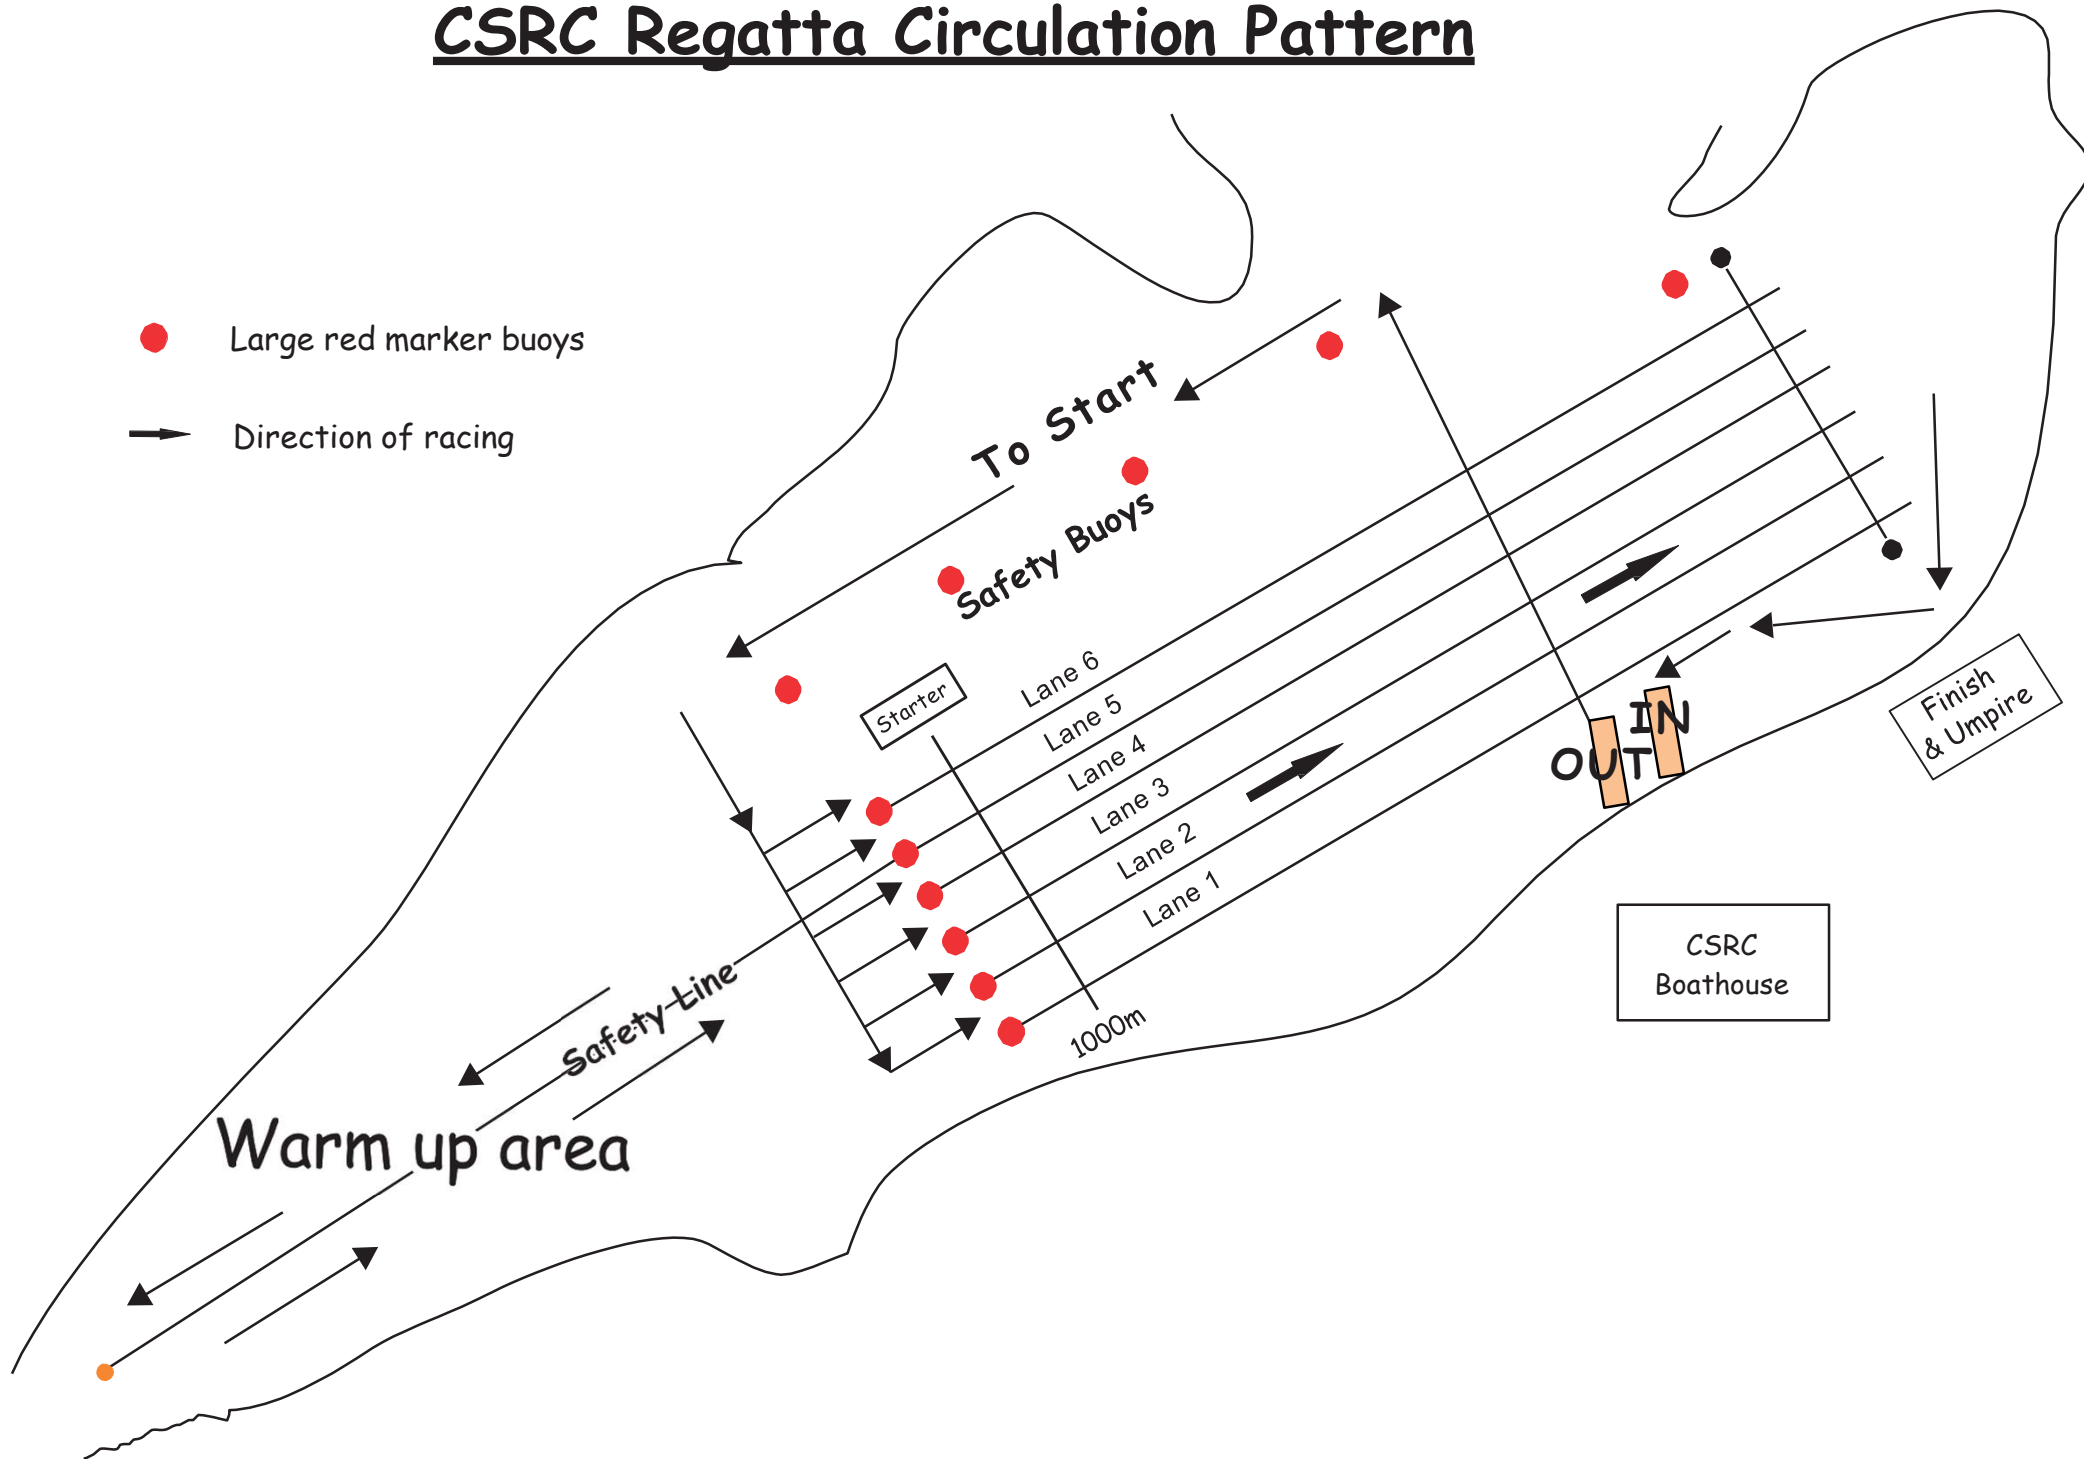 CSRC Regatta Circulation Pattern
Large red marker buoys
Direction of racing
To Start
Safety Buoys
Starter
Lane 6
Lane 5
Lane 4
Lane 3
Lane 2
Lane 1
1000m
IN
OUT
Finish
& Umpire
CSRC
Boathouse
Safety Line
Warm up area